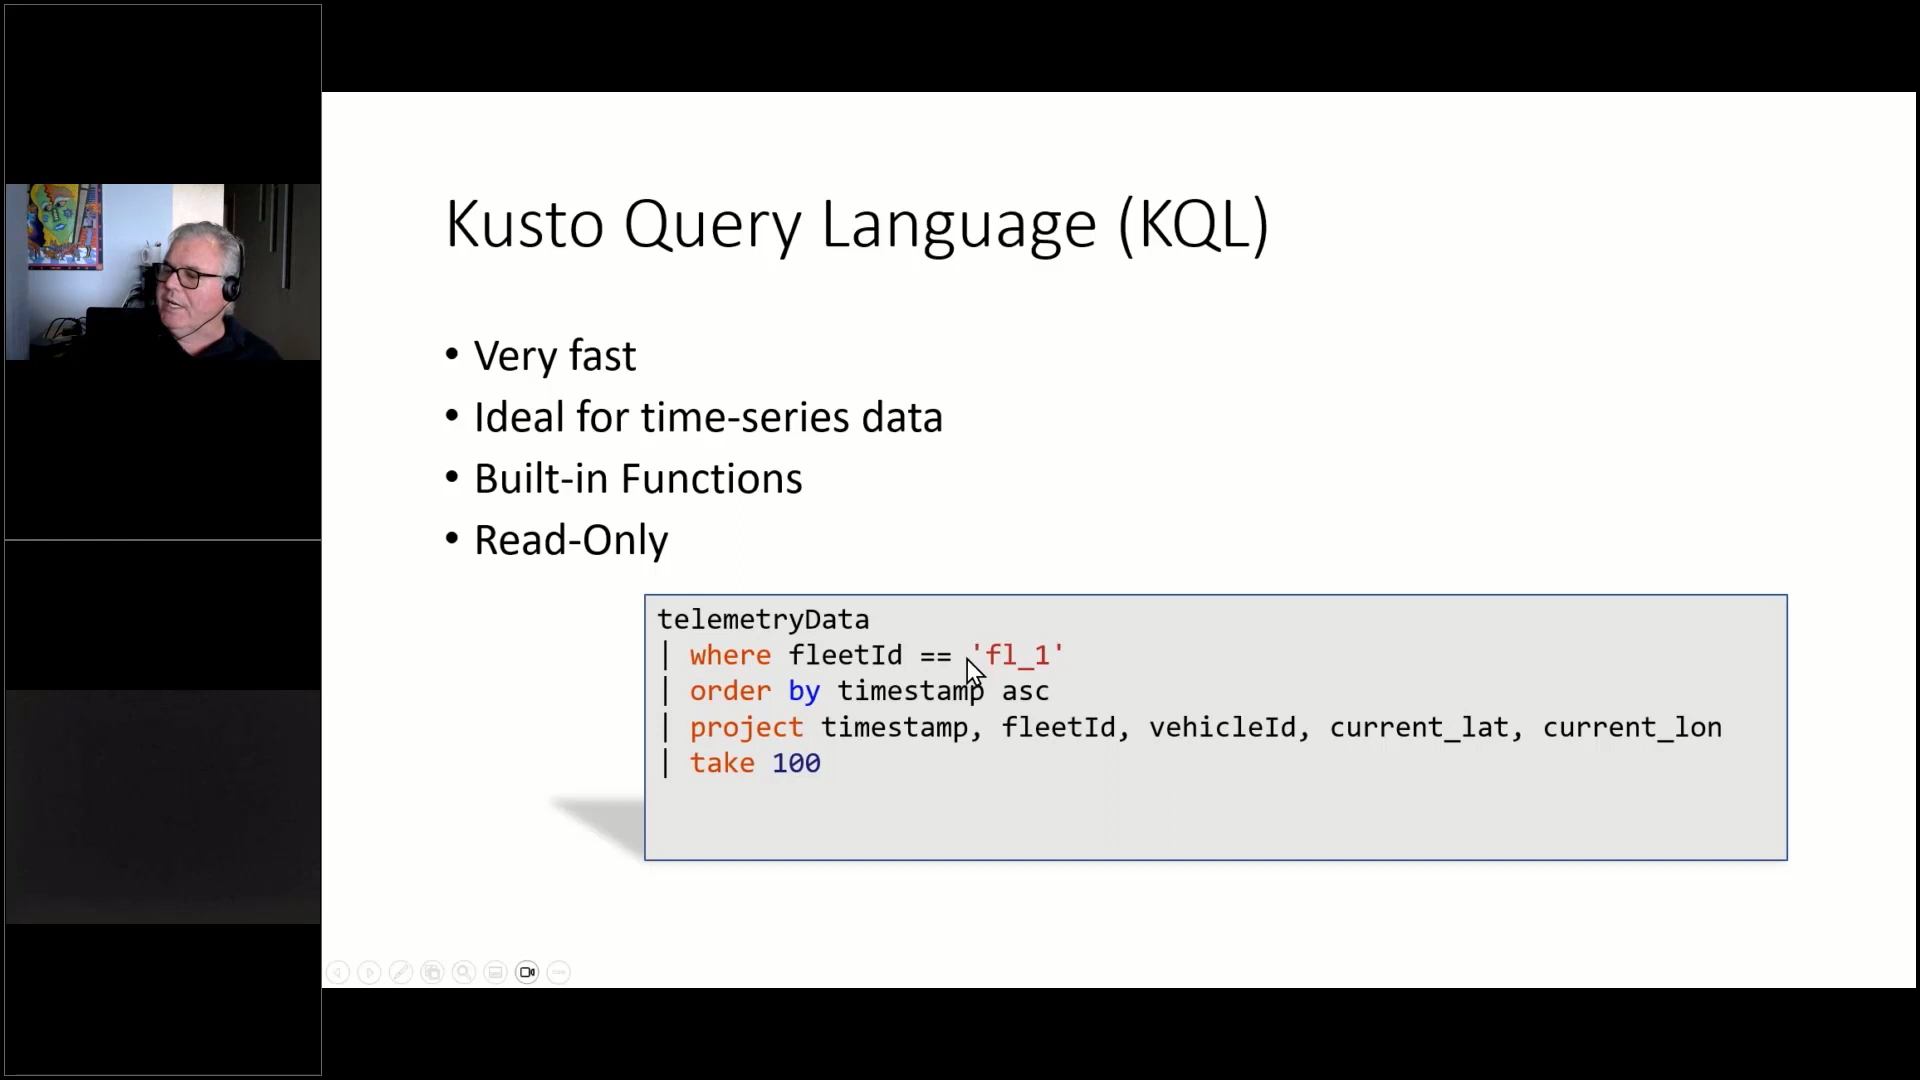 Kusto Query Language (KQL)
• Very fast
• Ideal for time-series data
• Built-in Functions
• Read-Only
telemetryData
| where fleetId == 'fl_1'
| order by timestamp asc
| project timestamp, fleetId, vehicleId, current_lat, current_lon
| take 100